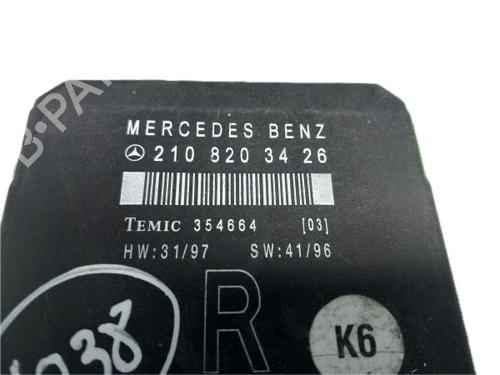 MERCEDES BENZ
210 820 34 26
TEMIC 354664 [03]
HW:31/97 SW:41/96
R
K6